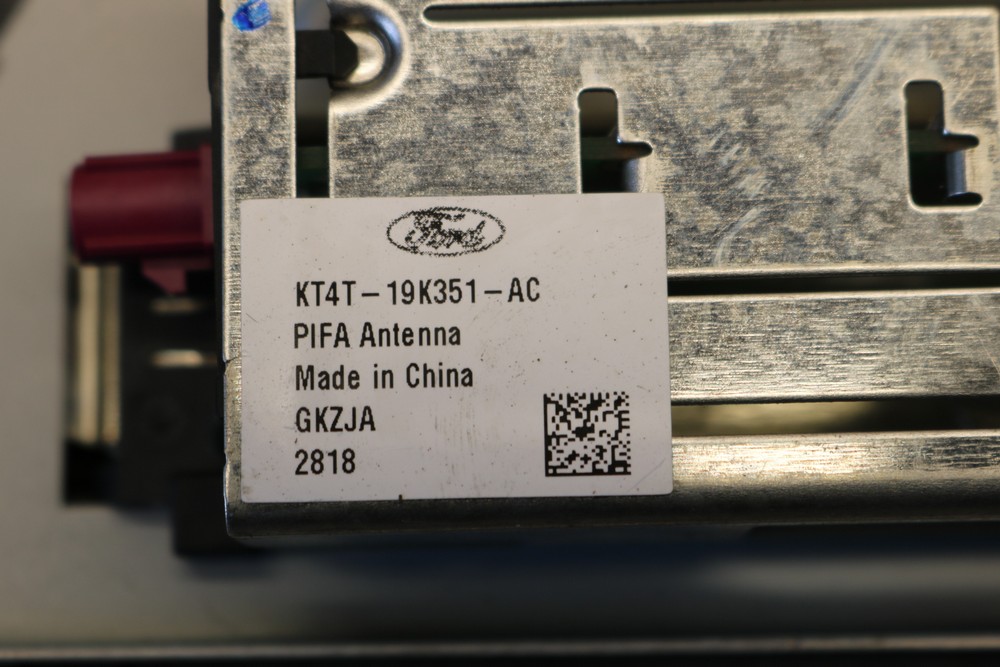 Ford
KT4T-19K351-AC
PIFA Antenna
Made in China
GKZJA
2818